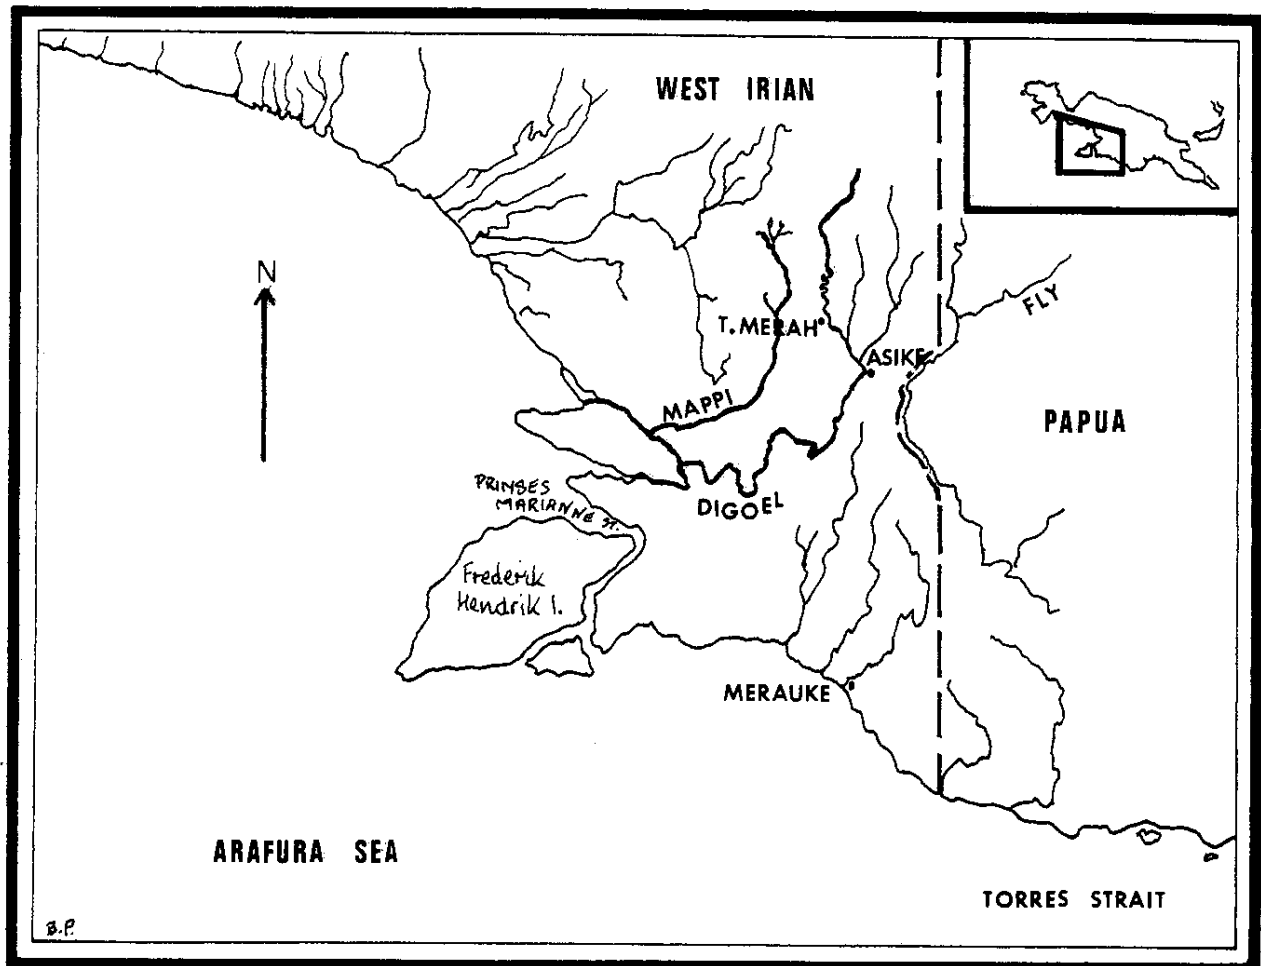 WEST IRIAN
N
FLY
T. MERAH
ASIKE
MAPPI
PAPUA
PRINSES
MARIANNE ST.
DIGOEL
Frederik
Hendrik I.
MERAUKE
ARAFURA SEA
TORRES STRAIT
B.P.